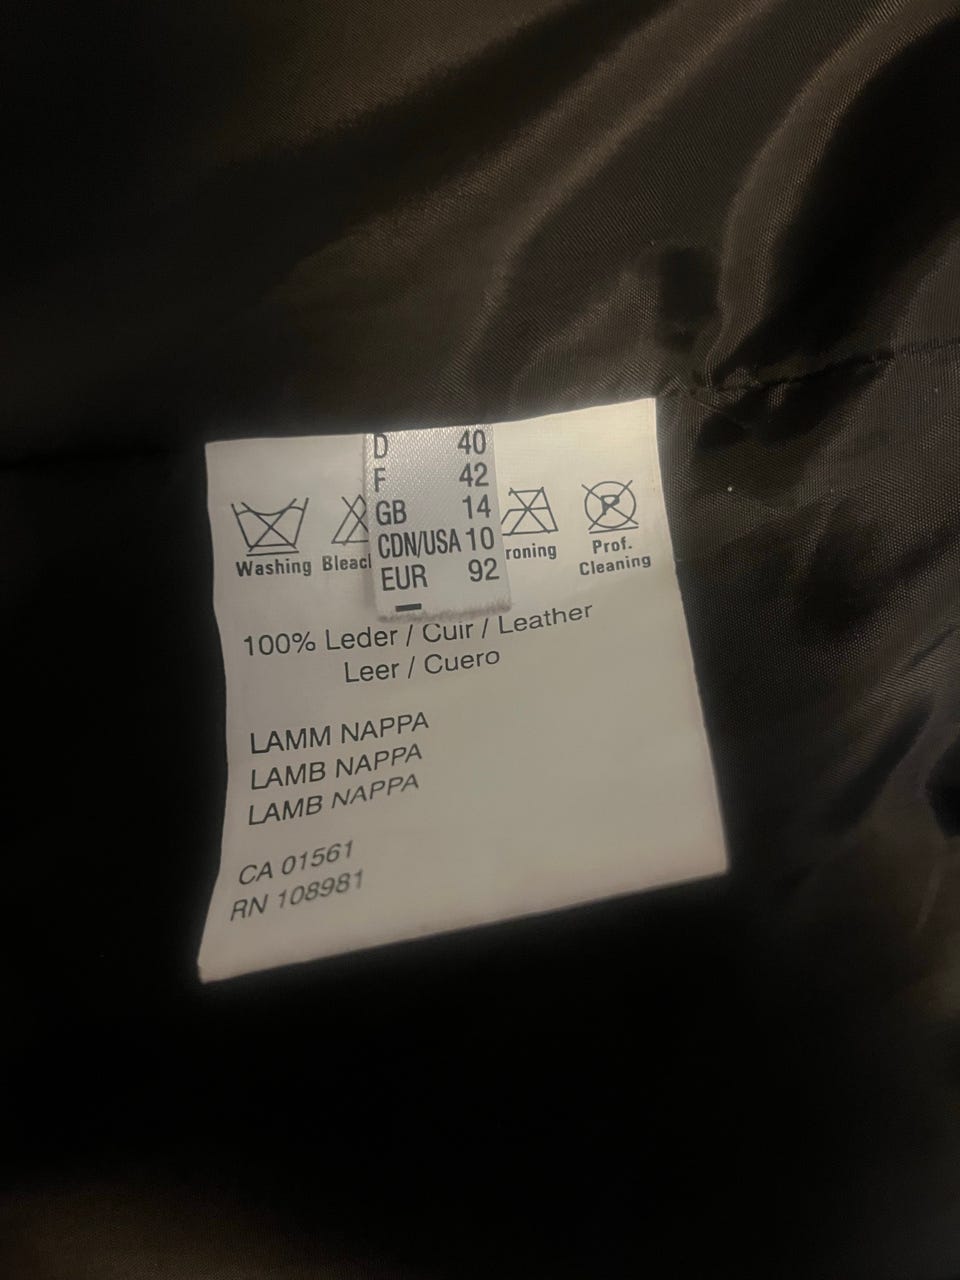 D 40
F 42
GB 14
CDN/USA 10
EUR 92
Washing
P
Prof.
Cleaning
100% Leder / Cuir / Leather
Leer / Cuero
LAMM NAPPA
LAMB NAPPA
LAMB NAPPA
CA 01561
RN 108981